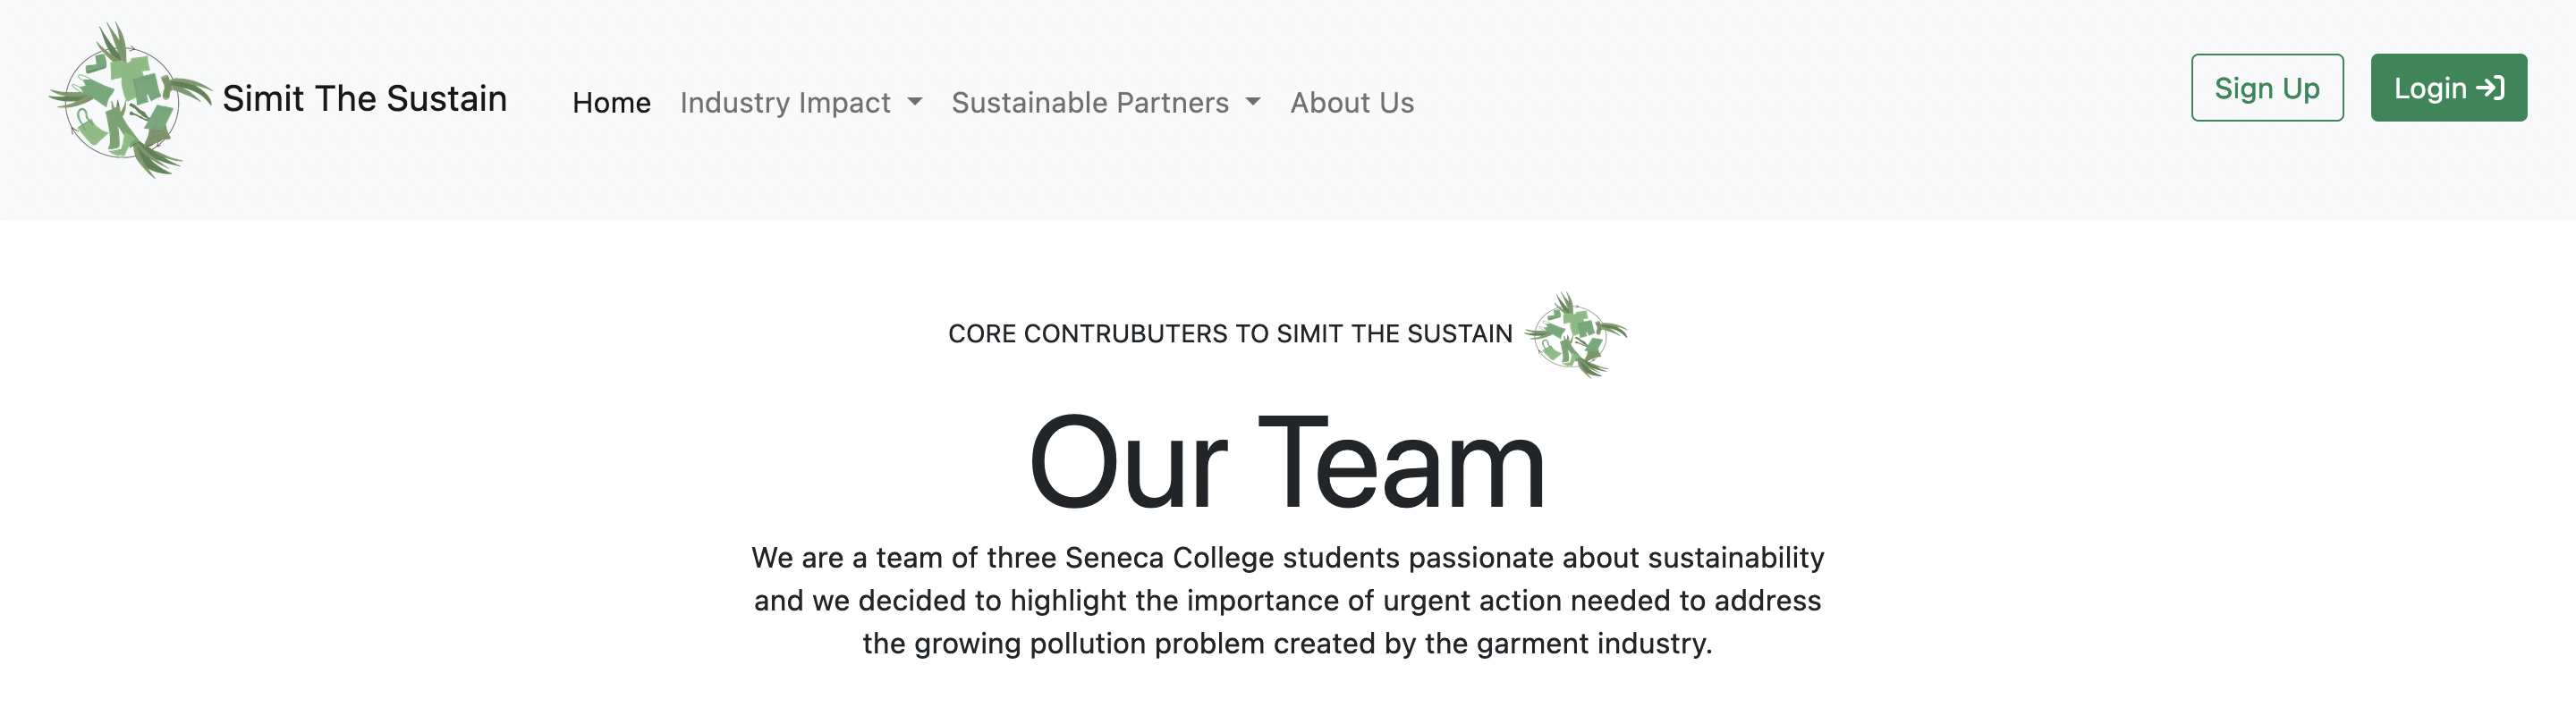 Simit The Sustain
Home
Industry Impact
Sustainable Partners
About Us
Sign Up
Login
CORE CONTRUBUTERS TO SIMIT THE SUSTAIN
Our Team
We are a team of three Seneca College students passionate about sustainability
and we decided to highlight the importance of urgent action needed to address
the growing pollution problem created by the garment industry.